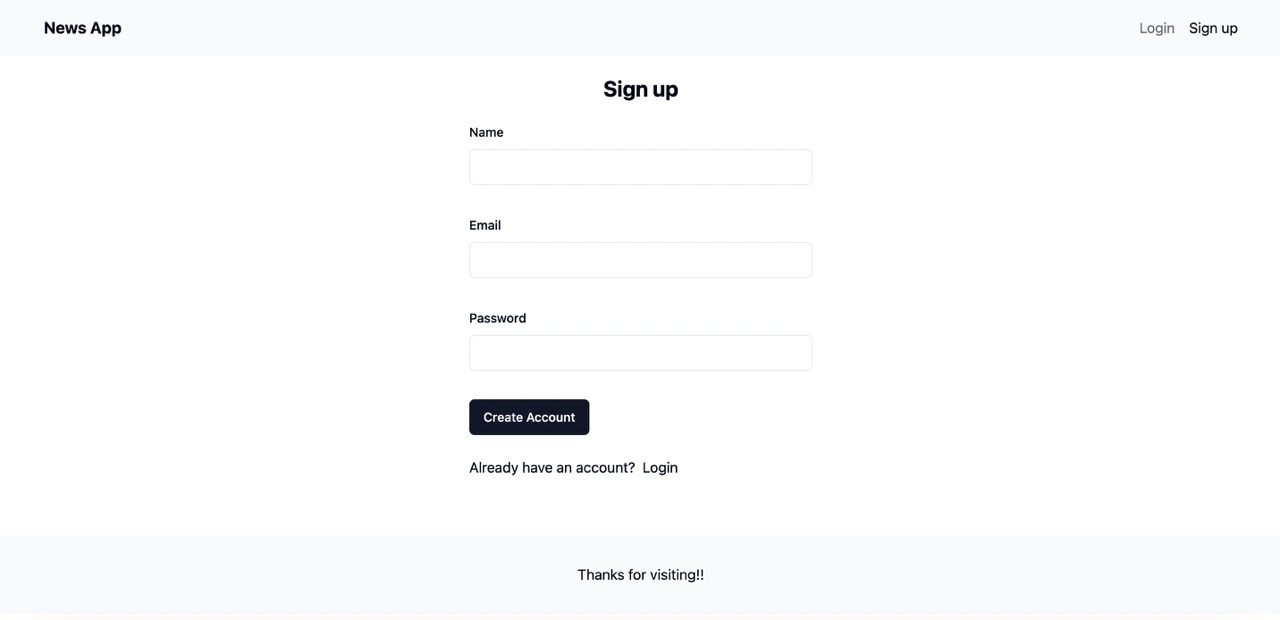 News App
Login Sign up
Sign up
Name
Email
Password
Create Account
Already have an account? Login
Thanks for visiting!!